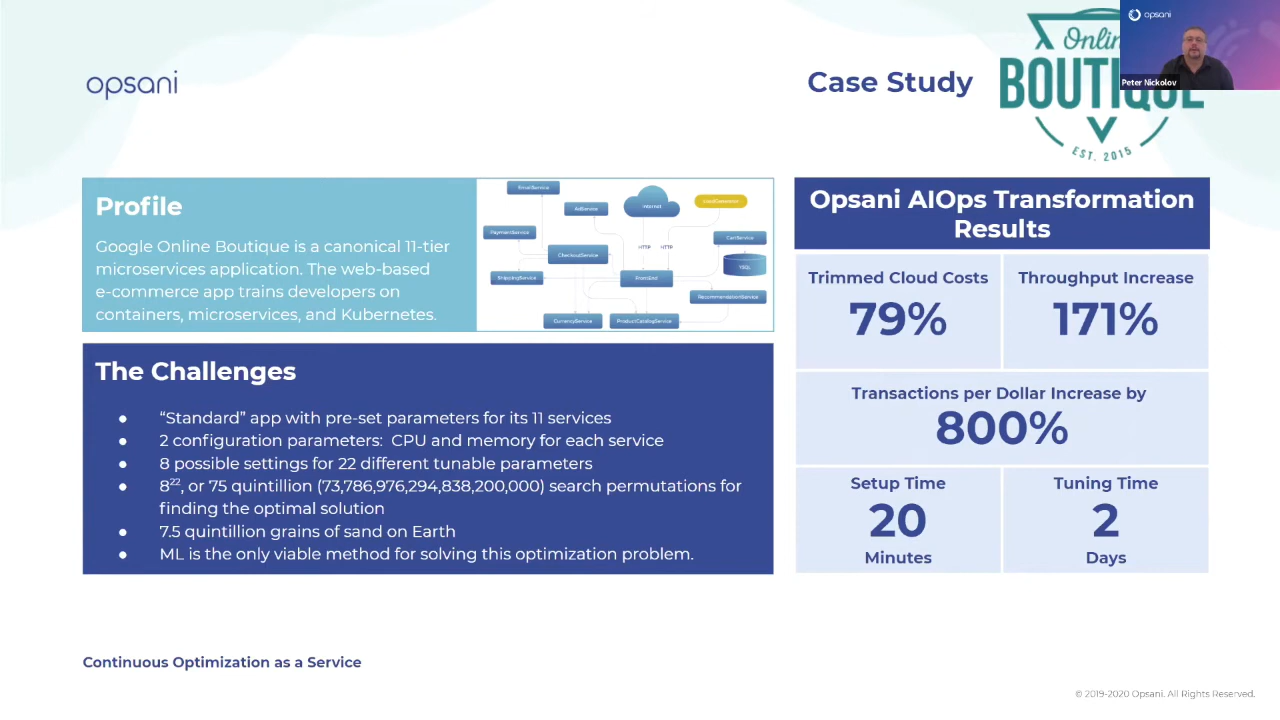 opsani
Case Study
Onlin
BOUTIQUE
EST. 2015
opsani
Peter Nickolov
Profile
Google Online Boutique is a canonical 11-tier
microservices application. The web-based
e-commerce app trains developers on
containers, microservices, and Kubernetes.
EmailService
AdService
Internet
LoadGenerator
PaymentService
HTTP
HTTP
CartService
CheckoutService
ShippingService
FrontEnd
RecommendationService
CurrencyService
ProductCatalogService
The Challenges
● “Standard” app with pre-set parameters for its 11 services
● 2 configuration parameters: CPU and memory for each service
● 8 possible settings for 22 different tunable parameters
● 8²², or 75 quintillion (73,786,976,294,838,200,000) search permutations for
finding the optimal solution
● 7.5 quintillion grains of sand on Earth
● ML is the only viable method for solving this optimization problem.
Opsani AIOps Transformation
Results
Trimmed Cloud Costs
79%
Throughput Increase
171%
Transactions per Dollar Increase by
800%
Setup Time
20
Minutes
Tuning Time
2
Days
Continuous Optimization as a Service
© 2019-2020 Opsani. All Rights Reserved.